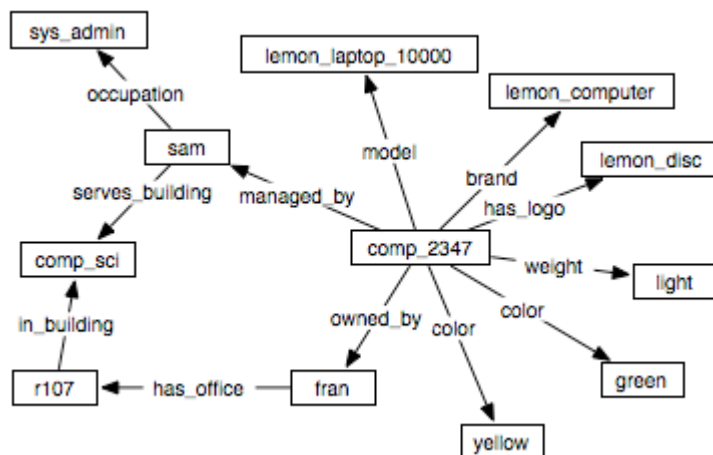 sys_admin
lemon_laptop_10000
occupation
lemon_computer
sam
model
lemon_disc
brand
serves_building
managed_by
has_logo
comp_2347
comp_sci
weight
light
in_building
owned_by
color
color
r107
has_office
fran
green
yellow